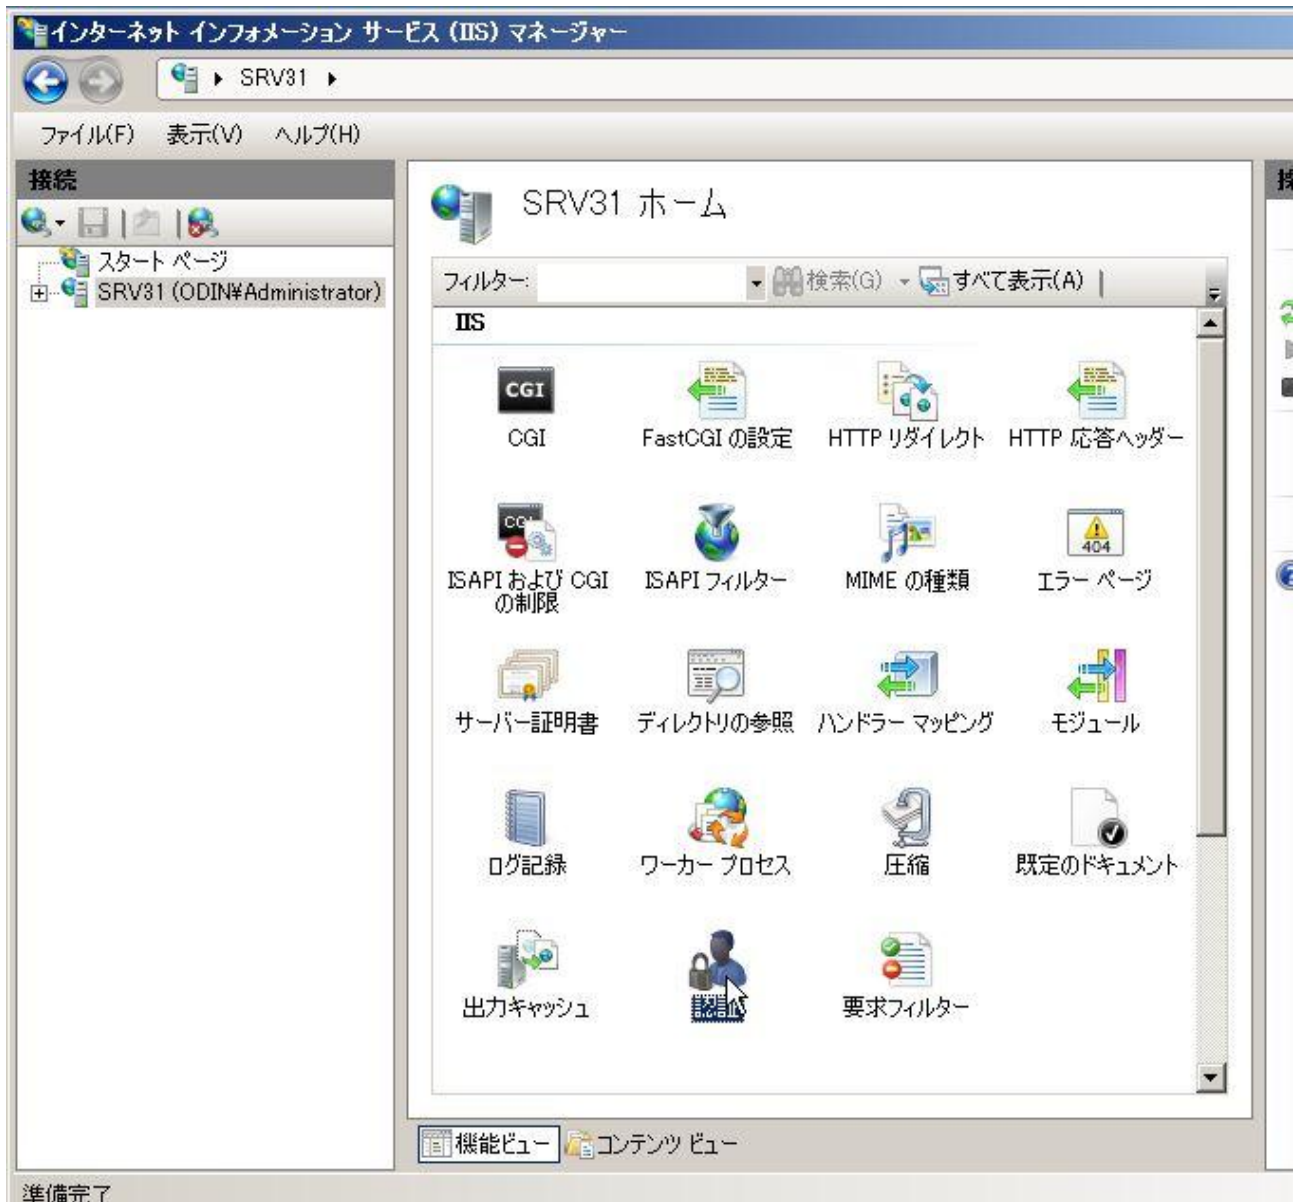 インターネット インフォメーション サービス (IIS) マネージャー
SRV31
ファイル(F) 表示(V) ヘルプ(H)
接続
スタート ページ
SRV31 (ODIN¥Administrator)
SRV31 ホーム
フィルター: 検索(G) すべて表示(A)
IIS
CGI
CGI
FastCGI の設定
HTTP リダイレクト
HTTP 応答ヘッダー
CGI
ISAPI および CGI
の制限
ISAPI フィルター
MIME の種類
404
エラー ページ
サーバー証明書
ディレクトリの参照
ハンドラー マッピング
モジュール
ログ記録
ワーカー プロセス
圧縮
既定のドキュメント
出力キャッシュ
認証
要求フィルター
機能ビュー
コンテンツ ビュー
準備完了